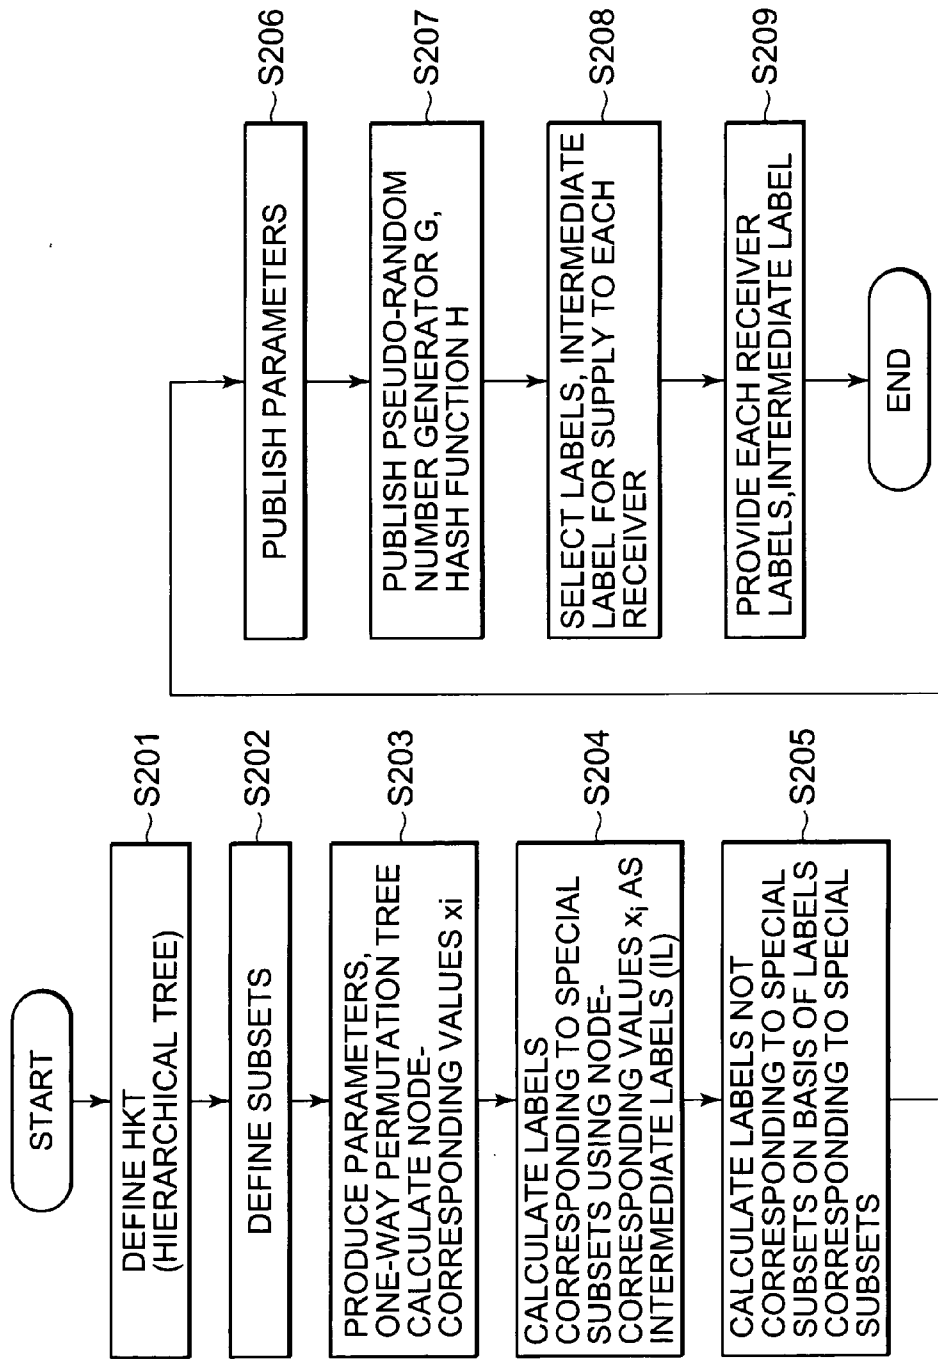 START
DEFINE HKT
(HIERARCHICAL TREE)
S201
DEFINE SUBSETS
S202
PRODUCE PARAMETERS,
ONE-WAY PERMUTATION TREE
CALCULATE NODE-
CORRESPONDING VALUES xi
S203
CALCULATE LABELS
CORRESPONDING TO SPECIAL
SUBSETS USING NODE-
CORRESPONDING VALUES xj AS
INTERMEDIATE LABELS (IL)
S204
CALCULATE LABELS NOT
CORRESPONDING TO SPECIAL
SUBSETS ON BASIS OF LABELS
CORRESPONDING TO SPECIAL
SUBSETS
S205
PUBLISH PARAMETERS
S206
PUBLISH PSEUDO-RANDOM
NUMBER GENERATOR G,
HASH FUNCTION H
S207
SELECT LABELS, INTERMEDIATE
LABEL FOR SUPPLY TO EACH
RECEIVER
S208
PROVIDE EACH RECEIVER
LABELS,INTERMEDIATE LABEL
S209
END